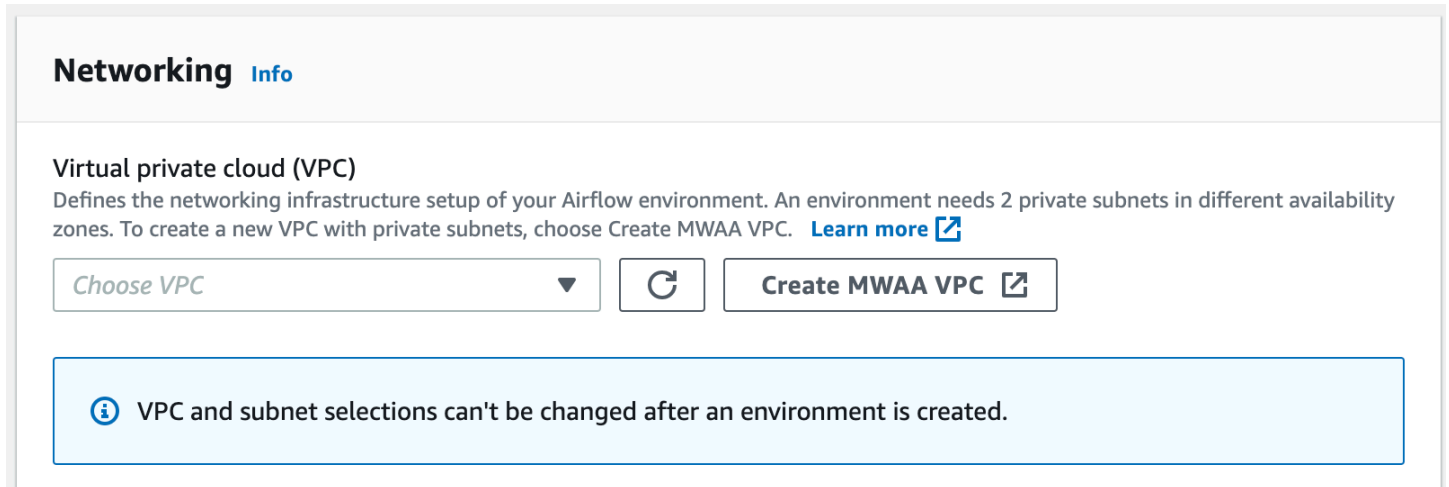 Networking Info
Virtual private cloud (VPC)
Defines the networking infrastructure setup of your Airflow environment. An environment needs 2 private subnets in different availability
zones. To create a new VPC with private subnets, choose Create MWAA VPC. Learn more
Choose VPC Create MWAA VPC
VPC and subnet selections can't be changed after an environment is created.